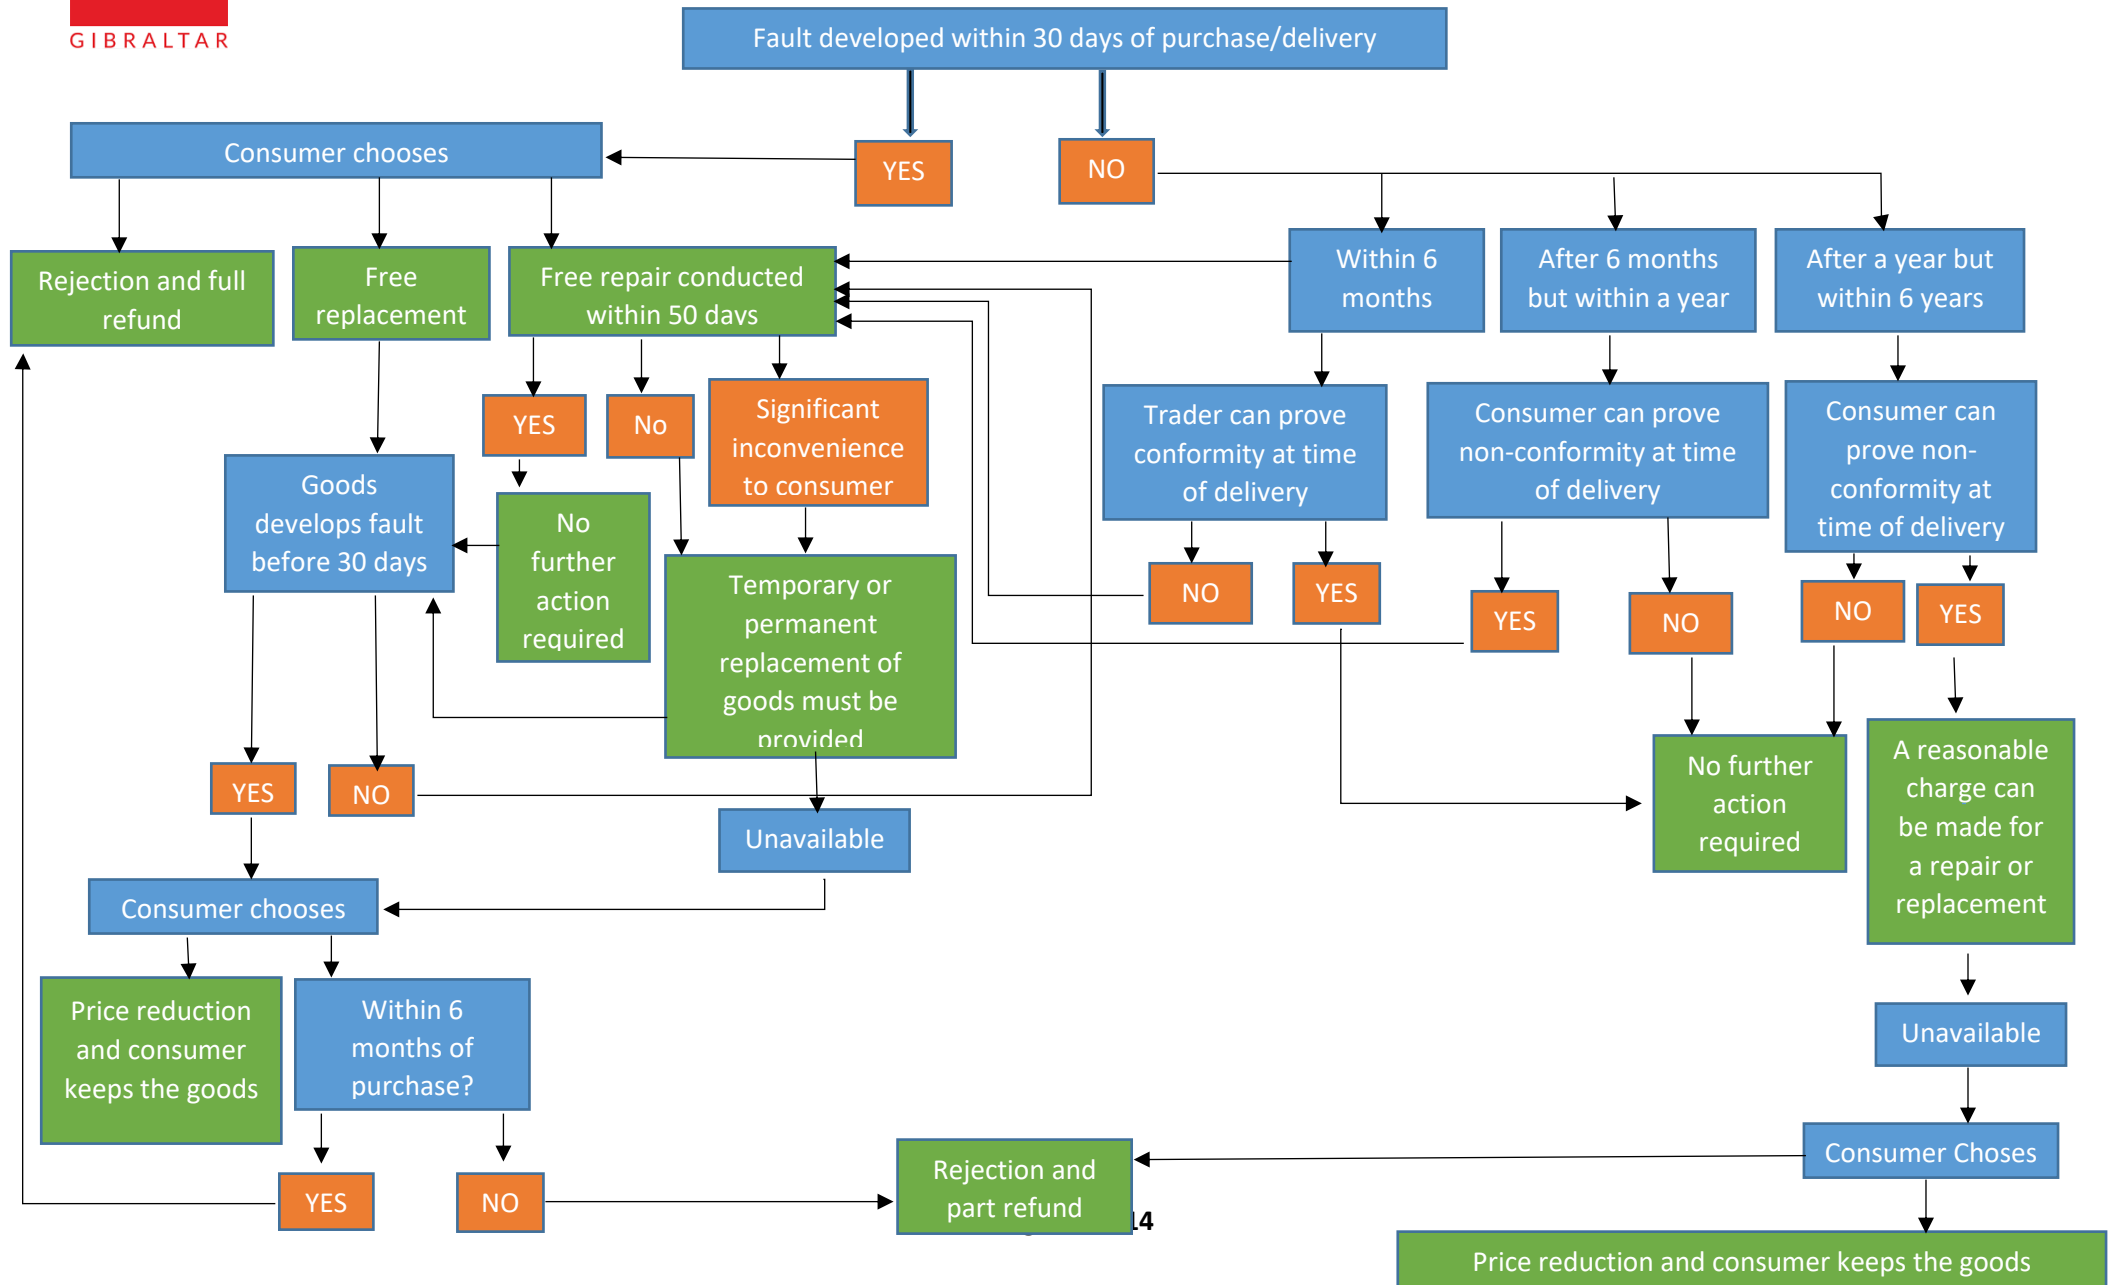 GIBRALTAR
Fault developed within 30 days of purchase/delivery
Consumer chooses
YES
NO
Rejection and full
refund
Free
replacement
Free repair conducted
within 50 days
Within 6
months
After 6 months
but within a year
After a year but
within 6 years
YES
No
Significant
inconvenience
to consumer
Trader can prove
conformity at time
of delivery
Consumer can prove
non-conformity at time
of delivery
Consumer can
prove non-
conformity at
time of delivery
Goods
develops fault
before 30 days
No
further
action
required
Temporary or
permanent
replacement of
goods must be
provided
NO
YES
YES
NO
NO
YES
YES
NO
Unavailable
No further
action
required
A reasonable
charge can
be made for
a repair or
replacement
Consumer chooses
Price reduction
and consumer
keeps the goods
Within 6
months of
purchase?
Unavailable
YES
NO
Rejection and
part refund
14
Consumer Choses
Price reduction and consumer keeps the goods